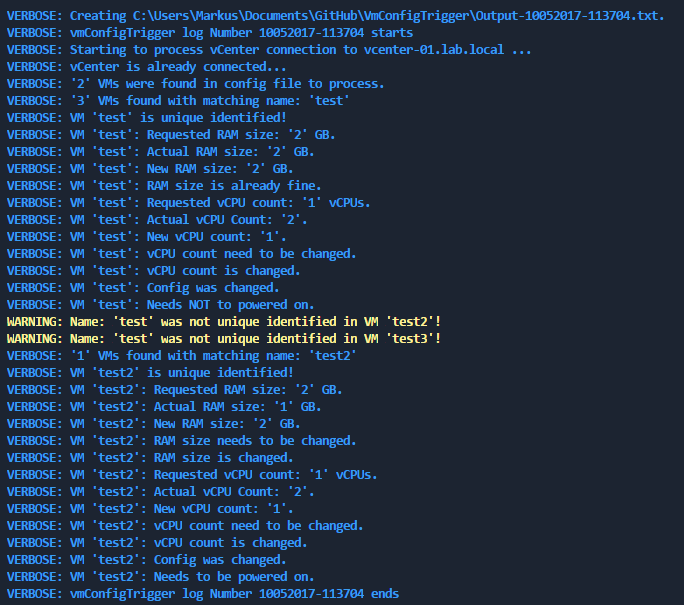 VERBOSE: Creating C:\Users\Markus\Documents\GitHub\VmConfigTrigger\Output-10052017-113704.txt.
VERBOSE: vmConfigTrigger log Number 10052017-113704 starts
VERBOSE: Starting to process vCenter connection to vcenter-01.lab.local ...
VERBOSE: vCenter is already connected...
VERBOSE: '2' VMs were found in config file to process.
VERBOSE: '3' VMs found with matching name: 'test'
VERBOSE: VM 'test' is unique identified!
VERBOSE: VM 'test': Requested RAM size: '2' GB.
VERBOSE: VM 'test': Actual RAM size: '2' GB.
VERBOSE: VM 'test': New RAM size: '2' GB.
VERBOSE: VM 'test': RAM size is already fine.
VERBOSE: VM 'test': Requested vCPU count: '1' vCPUs.
VERBOSE: VM 'test': Actual vCPU Count: '2'.
VERBOSE: VM 'test': New vCPU count: '1'.
VERBOSE: VM 'test': vCPU count need to be changed.
VERBOSE: VM 'test': vCPU count is changed.
VERBOSE: VM 'test': Config was changed.
VERBOSE: VM 'test': Needs NOT to powered on.
WARNING: Name: 'test' was not unique identified in VM 'test2'!
WARNING: Name: 'test' was not unique identified in VM 'test3'!
VERBOSE: '1' VMs found with matching name: 'test2'
VERBOSE: VM 'test2' is unique identified!
VERBOSE: VM 'test2': Requested RAM size: '2' GB.
VERBOSE: VM 'test2': Actual RAM size: '1' GB.
VERBOSE: VM 'test2': New RAM size: '2' GB.
VERBOSE: VM 'test2': RAM size needs to be changed.
VERBOSE: VM 'test2': RAM size is changed.
VERBOSE: VM 'test2': Requested vCPU count: '1' vCPUs.
VERBOSE: VM 'test2': Actual vCPU Count: '2'.
VERBOSE: VM 'test2': New vCPU count: '1'.
VERBOSE: VM 'test2': vCPU count need to be changed.
VERBOSE: VM 'test2': vCPU count is changed.
VERBOSE: VM 'test2': Config was changed.
VERBOSE: VM 'test2': Needs to be powered on.
VERBOSE: vmConfigTrigger log Number 10052017-113704 ends